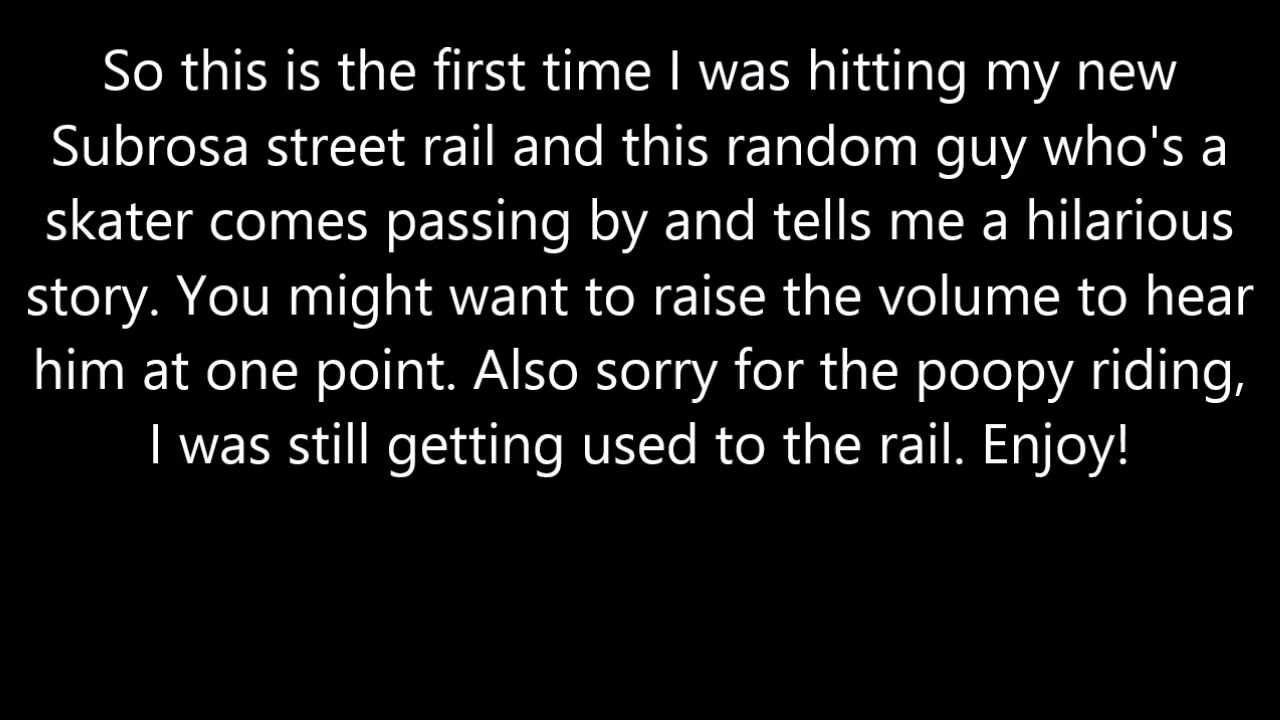 So this is the first time I was hitting my new
Subrosa street rail and this random guy who's a
skater comes passing by and tells me a hilarious
story. You might want to raise the volume to hear
him at one point. Also sorry for the poopy riding,
I was still getting used to the rail. Enjoy!